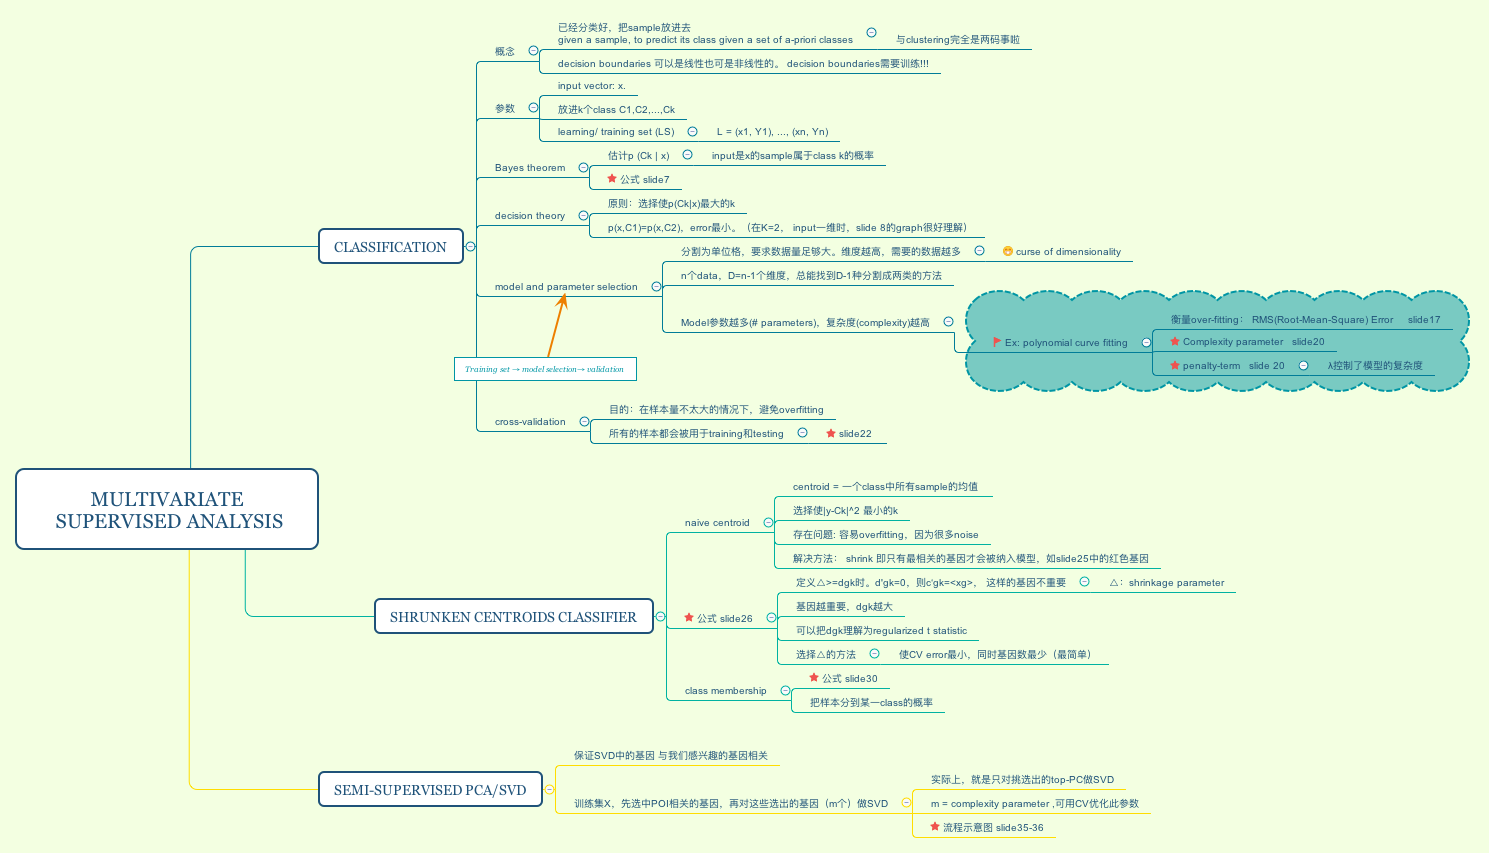 MULTIVARIATE
SUPERVISED ANALYSIS
CLASSIFICATION
概念
已经分类好，把sample放进去
given a sample, to predict its class given a set of a-priori classes
与clustering完全是两码事啦
decision boundaries 可以是线性也可是非线性的。 decision boundaries需要训练!!!
参数
input vector: x.
放进k个class C1,C2,...,Ck
learning/ training set (LS)
L = (x1, Y1), ..., (xn, Yn)
Bayes theorem
估计p (Ck | x)
input是x的sample属于class k的概率
公式 slide7
decision theory
原则：选择使p(Ck|x)最大的k
p(x,C1)=p(x,C2)，error最小。（在K=2， input一维时，slide 8的graph很好理解）
model and parameter selection
分割为单位格，要求数据量足够大。维度越高，需要的数据越多
curse of dimensionality
n个data，D=n-1个维度，总能找到D-1种分割成两类的方法
Model参数越多(# parameters)，复杂度(complexity)越高
Ex: polynomial curve fitting
衡量over-fitting： RMS(Root-Mean-Square) Error slide17
Complexity parameter slide20
penalty-term slide 20
λ控制了模型的复杂度
Training set → model selection→ validation
cross-validation
目的：在样本量不太大的情况下，避免overfitting
所有的样本都会被用于training和testing
slide22
SHRUNKEN CENTROIDS CLASSIFIER
naive centroid
centroid = 一个class中所有sample的均值
选择使|y-Ck|^2 最小的k
存在问题: 容易overfitting，因为很多noise
解决方法： shrink 即只有最相关的基因才会被纳入模型，如slide25中的红色基因
公式 slide26
定义△>=dgk时。d'gk=0，则c'gk=<xg>， 这样的基因不重要
△：shrinkage parameter
基因越重要，dgk越大
可以把dgk理解为regularized t statistic
选择△的方法
使CV error最小，同时基因数最少（最简单）
class membership
公式 slide30
把样本分到某一class的概率
SEMI-SUPERVISED PCA/SVD
保证SVD中的基因 与我们感兴趣的基因相关
训练集X，先选中POI相关的基因，再对这些选出的基因（m个）做SVD
实际上，就是只对挑选出的top-PC做SVD
m = complexity parameter ,可用CV优化此参数
流程示意图 slide35-36